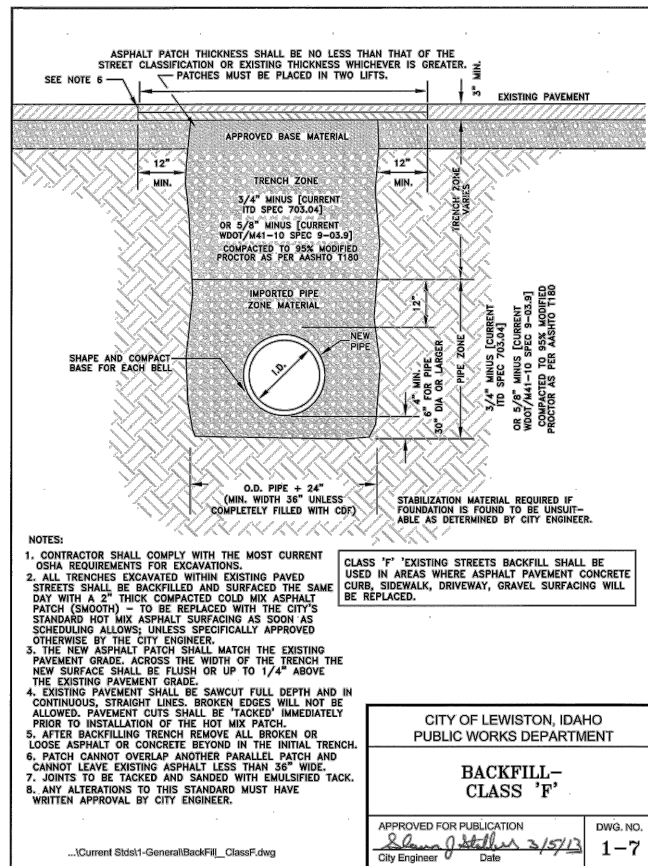 ASPHALT PATCH THICKNESS SHALL BE NO LESS THAN THAT OF THE
STREET CLASSIFICATION OR EXISTING THICKNESS WHICHEVER IS GREATER.
PATCHES MUST BE PLACED IN TWO LIFTS.
SEE NOTE 6
3" MIN.
EXISTING PAVEMENT
APPROVED BASE MATERIAL
12"
MIN.
12"
MIN.
TRENCH ZONE
3/4" MINUS [CURRENT
ITD SPEC 703.04]
OR 5/8" MINUS [CURRENT
WDOT/M41-10 SPEC 9-03.9]
COMPACTED TO 95% MODIFIED
PROCTOR AS PER AASHTO T180
TRENCH ZONE
VARIES
IMPORTED PIPE
ZONE MATERIAL
12"
NEW
PIPE
SHAPE AND COMPACT
BASE FOR EACH BELL
I.D.
4" MIN.
6" FOR PIPE
30" DIA OR LARGER
PIPE ZONE
3/4" MINUS [CURRENT
ITD SPEC 703.04]
OR 5/8" MINUS [CURRENT
WDOT/M41-10 SPEC 9-03.9]
COMPACTED TO 95% MODIFIED
PROCTOR AS PER AASHTO T180
O.D. PIPE + 24"
(MIN. WIDTH 36" UNLESS
COMPLETELY FILLED WITH CDF)
STABILIZATION MATERIAL REQUIRED IF
FOUNDATION IS FOUND TO BE UNSUIT-
ABLE AS DETERMINED BY CITY ENGINEER.
NOTES:
1. CONTRACTOR SHALL COMPLY WITH THE MOST CURRENT
OSHA REQUIREMENTS FOR EXCAVATIONS.
2. ALL TRENCHES EXCAVATED WITHIN EXISTING PAVED
STREETS SHALL BE BACKFILLED AND SURFACED THE SAME
DAY WITH A 2" THICK COMPACTED COLD MIX ASPHALT
PATCH (SMOOTH) – TO BE REPLACED WITH THE CITY'S
STANDARD HOT MIX ASPHALT SURFACING AS SOON AS
SCHEDULING ALLOWS; UNLESS SPECIFICALLY APPROVED
OTHERWISE BY THE CITY ENGINEER.
3. THE NEW ASPHALT PATCH SHALL MATCH THE EXISTING
PAVEMENT GRADE. ACROSS THE WIDTH OF THE TRENCH THE
NEW SURFACE SHALL BE FLUSH OR UP TO 1/4" ABOVE
THE EXISTING PAVEMENT GRADE.
4. EXISTING PAVEMENT SHALL BE SAWCUT FULL DEPTH AND IN
CONTINUOUS, STRAIGHT LINES. BROKEN EDGES WILL NOT BE
ALLOWED. PAVEMENT CUTS SHALL BE 'TACKED' IMMEDIATELY
PRIOR TO INSTALLATION OF THE HOT MIX PATCH.
5. AFTER BACKFILLING TRENCH REMOVE ALL BROKEN OR
LOOSE ASPHALT OR CONCRETE BEYOND IN THE INITIAL TRENCH.
6. PATCH CANNOT OVERLAP ANOTHER PARALLEL PATCH AND
CANNOT LEAVE EXISTING ASPHALT LESS THAN 36" WIDE.
7. JOINTS TO BE TACKED AND SANDED WITH EMULSIFIED TACK.
8. ANY ALTERATIONS TO THIS STANDARD MUST HAVE
WRITTEN APPROVAL BY CITY ENGINEER.
CLASS 'F' 'EXISTING STREETS BACKFILL SHALL BE
USED IN AREAS WHERE ASPHALT PAVEMENT CONCRETE
CURB, SIDEWALK, DRIVEWAY, GRAVEL SURFACING WILL
BE REPLACED.
CITY OF LEWISTON, IDAHO
PUBLIC WORKS DEPARTMENT
BACKFILL–
CLASS 'F'
APPROVED FOR PUBLICATION
3/5/13
City Engineer Date
DWG. NO.
1–7
...\Current Stds\1-General\BackFill_ClassF.dwg